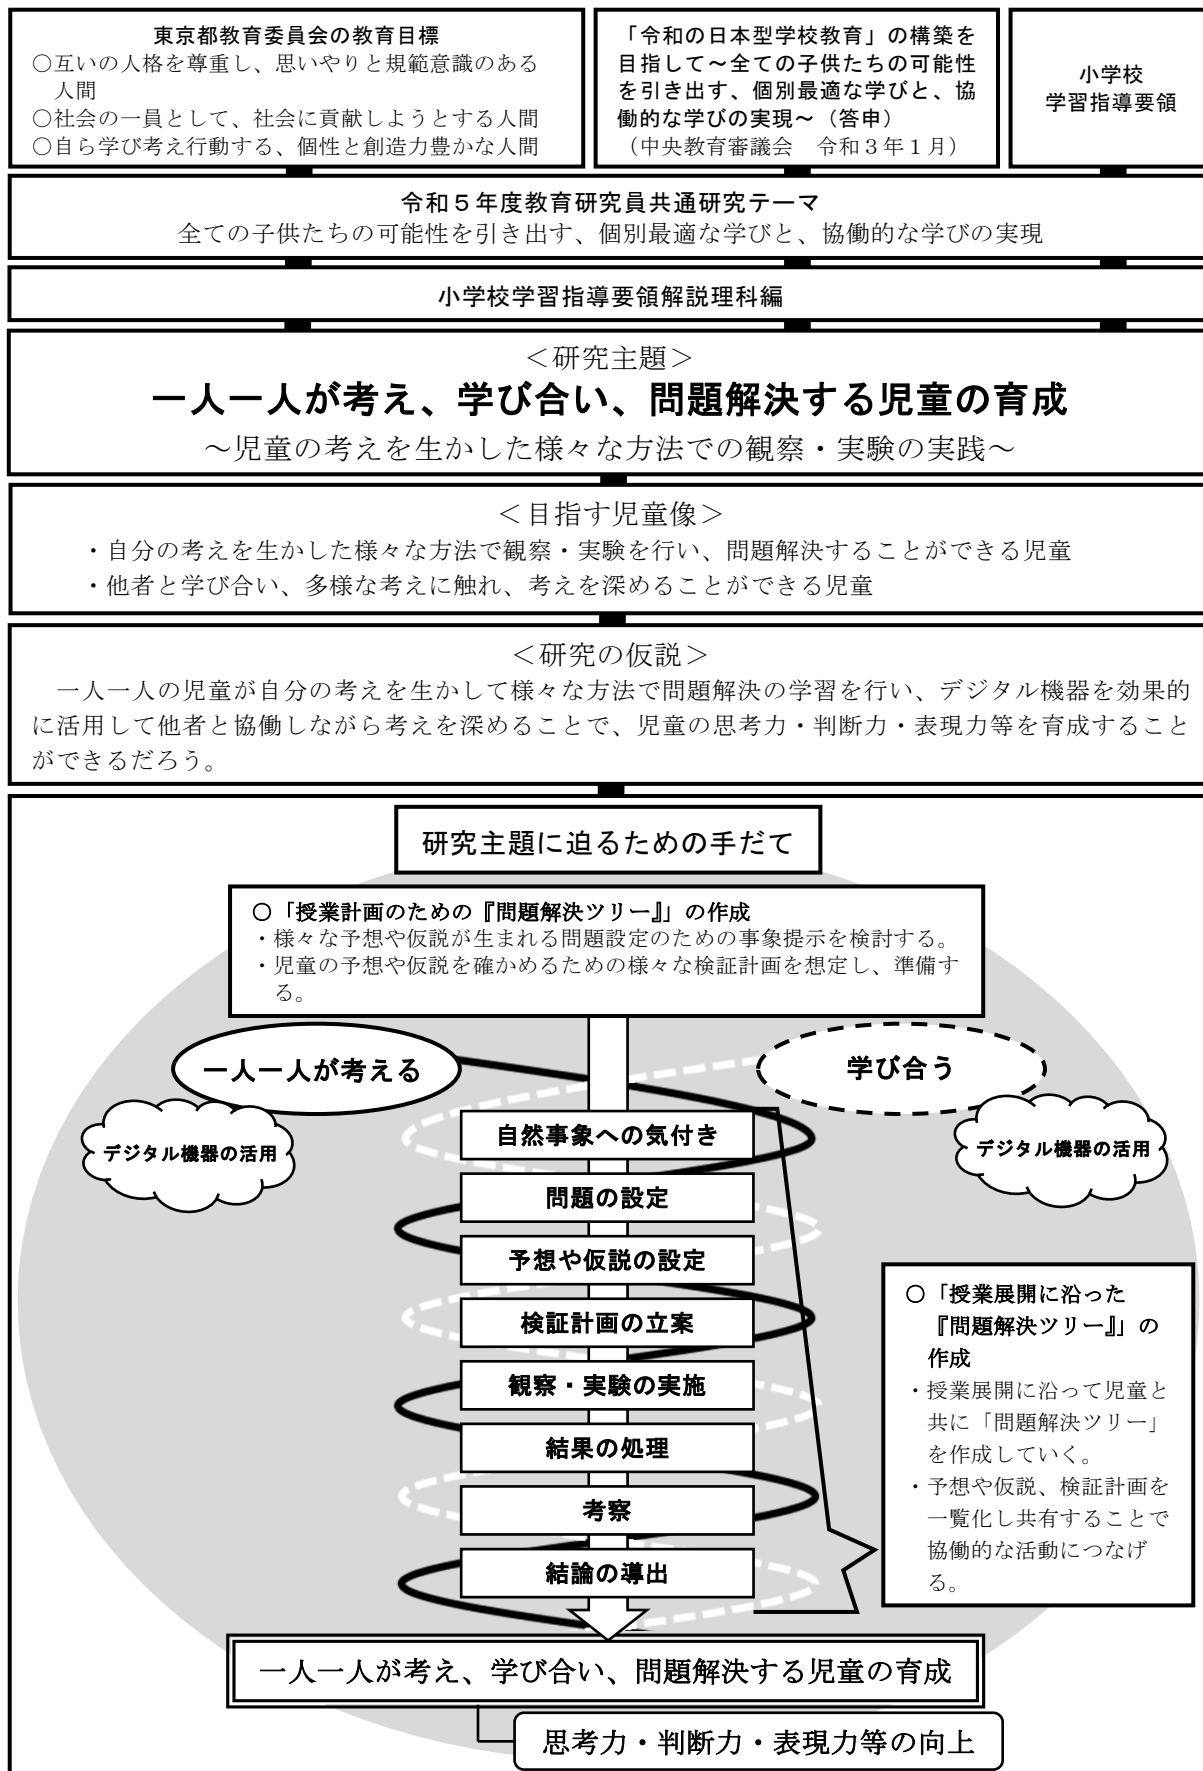 東京都教育委員会の教育目標
○互いの人格を尊重し、思いやりと規範意識のある
人間
○社会の一員として、社会に貢献しようとする人間
○自ら学び考え行動する、個性と創造力豊かな人間
「令和の日本型学校教育」の構築を
目指して～全ての子供たちの可能性
を引き出す、個別最適な学びと、協
働的な学びの実現～（答申）
（中央教育審議会　令和３年１月）
小学校
学習指導要領
令和５年度教育研究員共通研究テーマ
全ての子供たちの可能性を引き出す、個別最適な学びと、協働的な学びの実現
小学校学習指導要領解説理科編
＜研究主題＞
一人一人が考え、学び合い、問題解決する児童の育成
～児童の考えを生かした様々な方法での観察・実験の実践～
＜目指す児童像＞
・自分の考えを生かした様々な方法で観察・実験を行い、問題解決することができる児童
・他者と学び合い、多様な考えに触れ、考えを深めることができる児童
＜研究の仮説＞
一人一人の児童が自分の考えを生かして様々な方法で問題解決の学習を行い、デジタル機器を効果的
に活用して他者と協働しながら考えを深めることで、児童の思考力・判断力・表現力等を育成すること
ができるだろう。
研究主題に迫るための手だて
○「授業計画のための『問題解決ツリー』」の作成
・様々な予想や仮説が生まれる問題設定のための事象提示を検討する。
・児童の予想や仮説を確かめるための様々な検証計画を想定し、準備す
る。
一人一人が考える
学び合う
デジタル機器の活用
デジタル機器の活用
自然事象への気付き
問題の設定
予想や仮説の設定
検証計画の立案
観察・実験の実施
結果の処理
考察
結論の導出
○「授業展開に沿った
『問題解決ツリー』」の
作成
・授業展開に沿って児童と
共に「問題解決ツリー」
を作成していく。
・予想や仮説、検証計画を
一覧化し共有することで
協働的な活動につなげ
る。
一人一人が考え、学び合い、問題解決する児童の育成
思考力・判断力・表現力等の向上